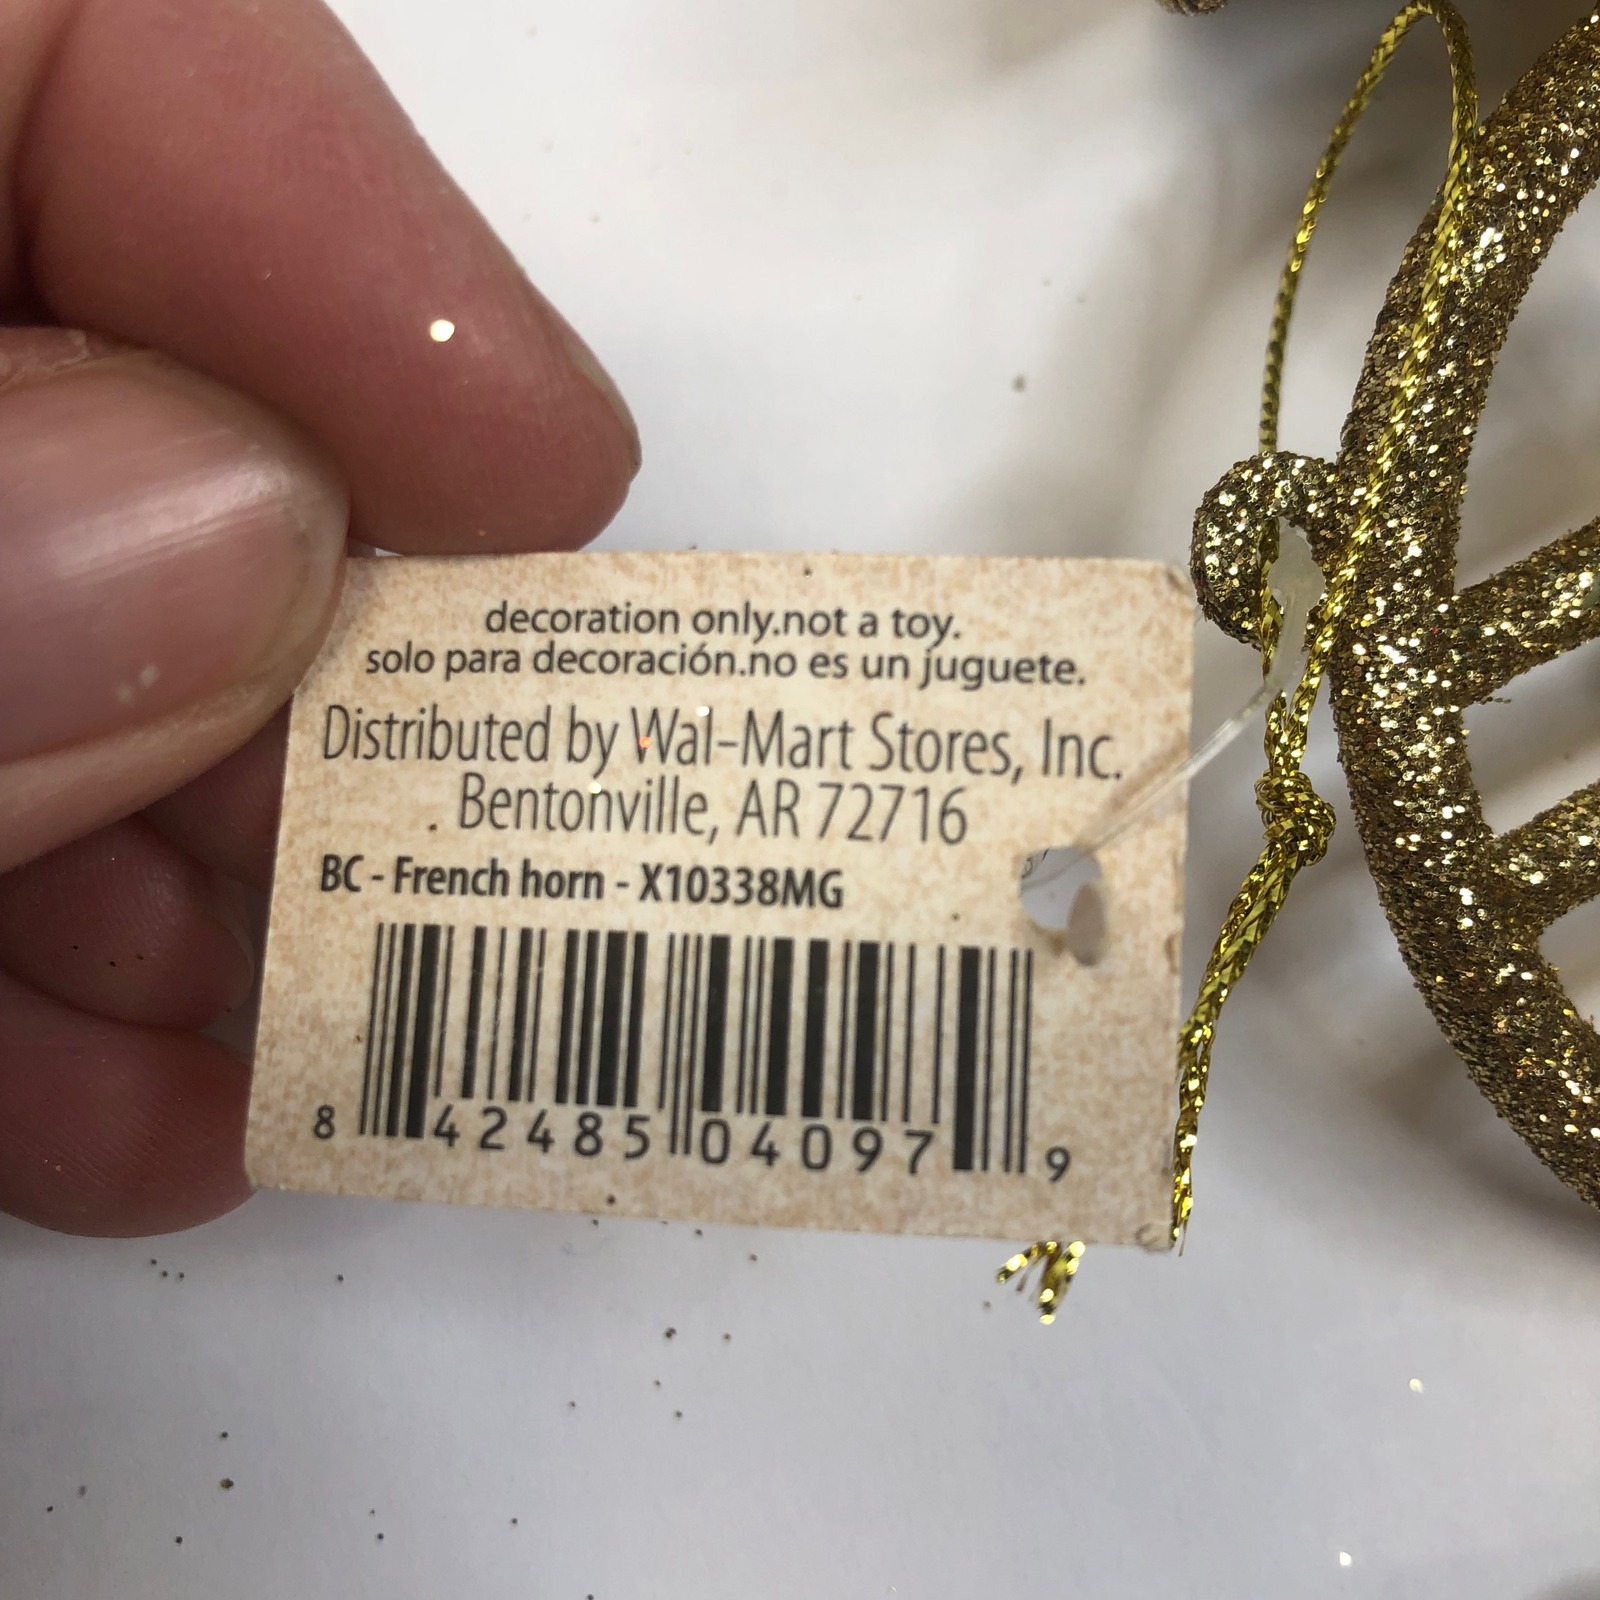 decoration only.not a toy.
solo para decoración.no es un juguete.
Distributed by Wal-Mart Stores, Inc.
. Bentonville, AR 72716
BC - French horn - X10338MG
8 42485 04097 9